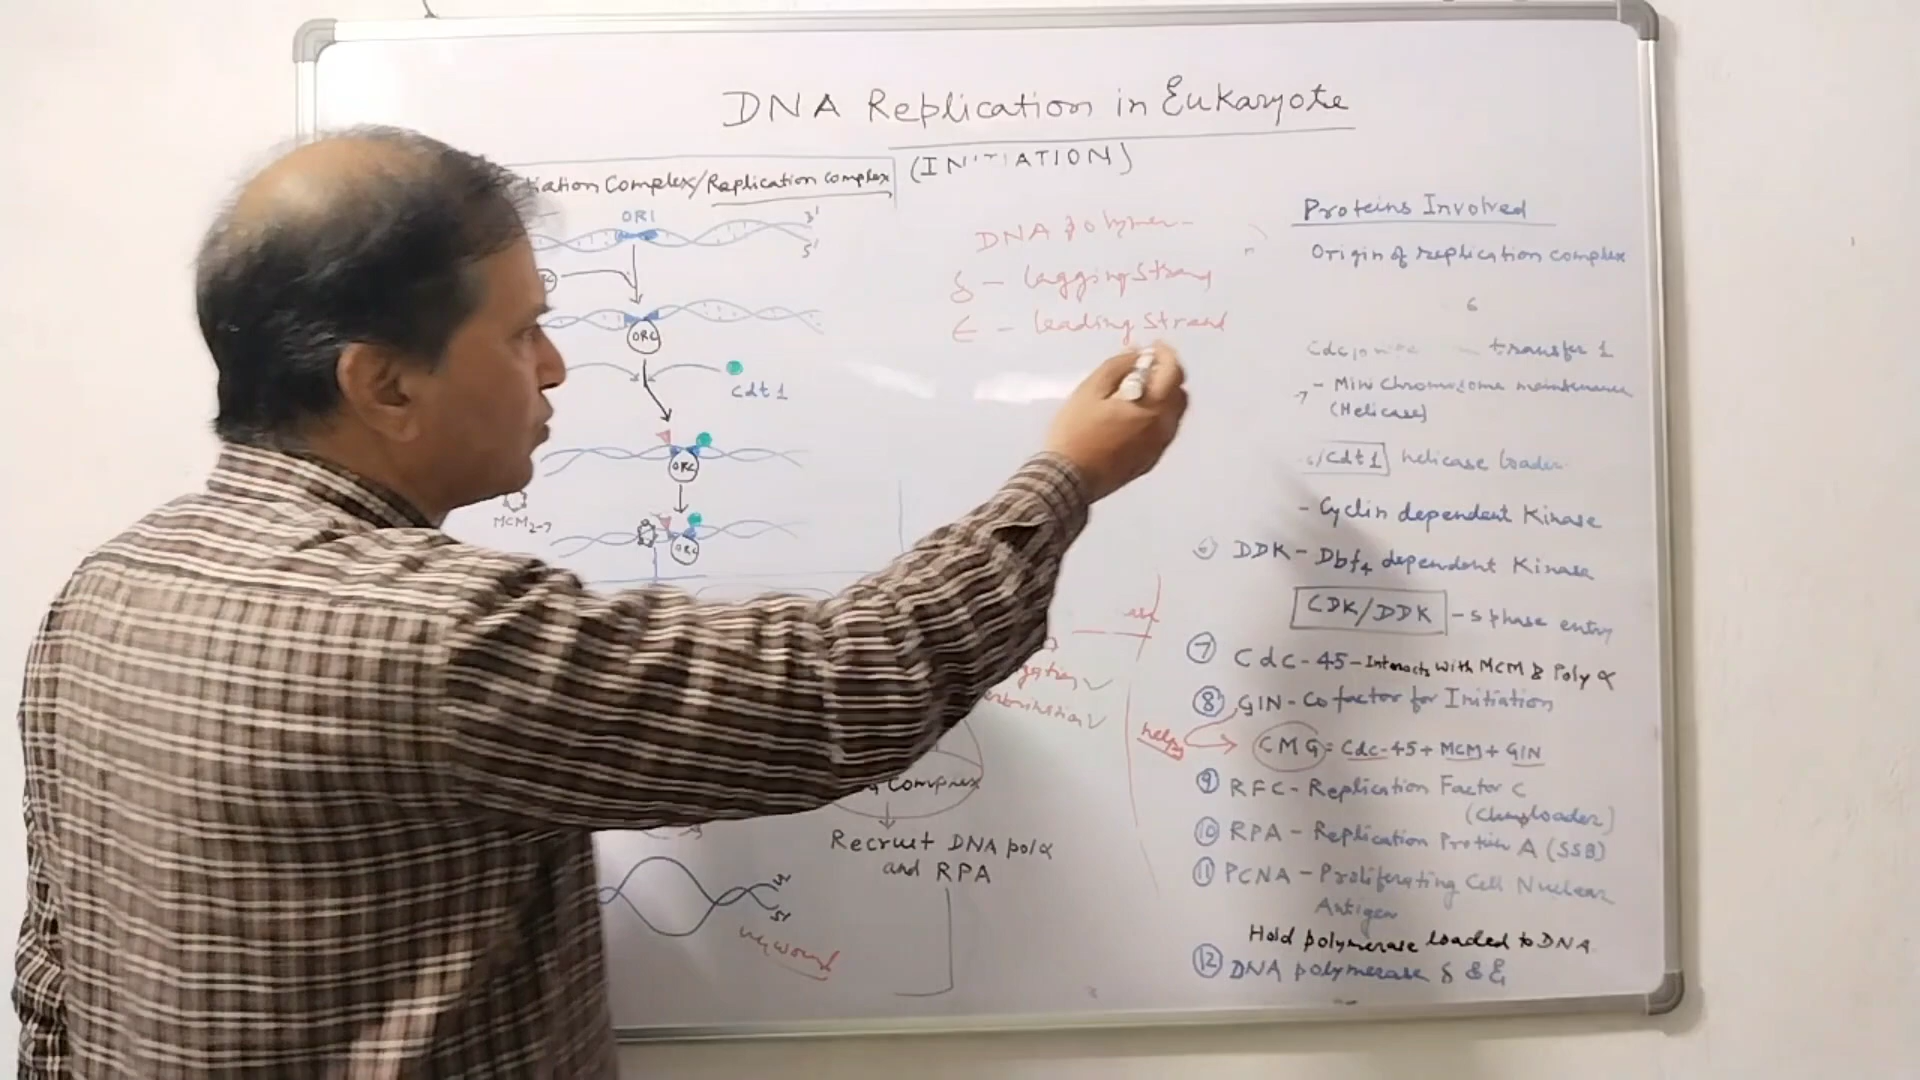 DNA Replication in Eukaryote
(INITIATION)
tiation Complex/Replication complex
ORI
3'
5'
ORC
Cdt 1
ORC
MCM2-7
ORC
DNA polymer-
δ - lagging strand
ε - leading strand
Complex
Recruit DNA pol α
and RPA
unwound
help
Proteins Involved
Origin of replication complex
6
transfer 1
- Mini chromosome maintenance
(Helicase)
/Cdt 1 helicase loader
- Cyclin dependent Kinase
⑥ DDK - Dbf4 dependent Kinase
CDK/DDK - S phase entry
⑦ Cdc-45 - Interacts with MCM & Poly α
⑧ GIN - Co factor for Initiation
CMG = Cdc-45 + MCM + GIN
⑨ RFC - Replication Factor C
(Clamploader)
⑩ RPA - Replication Protein A (SSB)
⑪ PCNA - Proliferating Cell Nuclear
Antigen
Hold polymerase loaded to DNA
⑫ DNA polymerase δ & ε